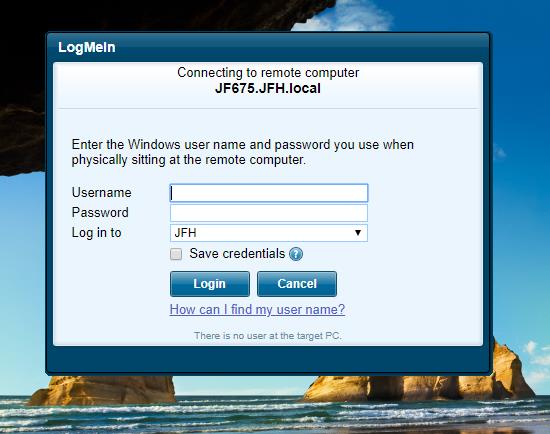 LogMeIn
Connecting to remote computer
JF675.JFH.local
Enter the Windows user name and password you use when
physically sitting at the remote computer.
Username
Password
Log in to JFH
Save credentials ?
Login Cancel
How can I find my user name?
There is no user at the target PC.